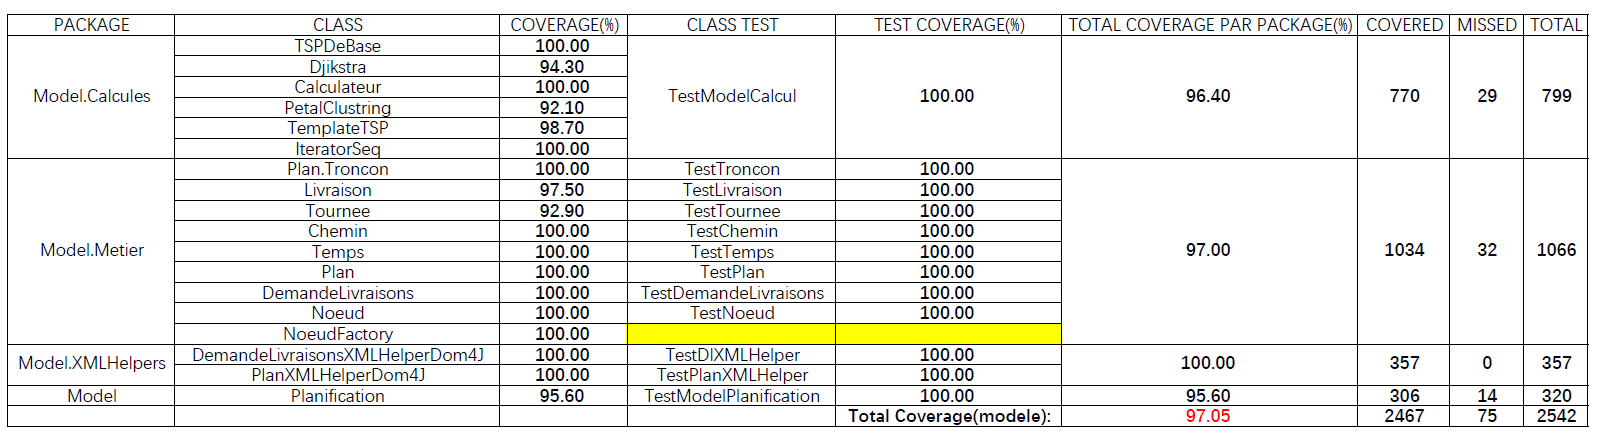 PACKAGE CLASS COVERAGE(%) CLASS TEST TEST COVERAGE(%) TOTAL COVERAGE PAR PACKAGE(%) COVERED MISSED TOTAL
TSPDeBase 100.00
Djikstra 94.30
Calculateur 100.00
Model.Calcules PetalClustring 92.10 TestModelCalcul 100.00 96.40 770 29 799
TemplateTSP 98.70
IteratorSeq 100.00
Plan.Troncon 100.00 TestTroncon 100.00
Livraison 97.50 TestLivraison 100.00
Tournee 92.90 TestTournee 100.00
Chemin 100.00 TestChemin 100.00
Model.Metier Temps 100.00 TestTemps 100.00 97.00 1034 32 1066
Plan 100.00 TestPlan 100.00
DemandeLivraisons 100.00 TestDemandeLivraisons 100.00
Noeud 100.00 TestNoeud 100.00
NoeudFactory 100.00
Model.XMLHelpers DemandeLivraisonsXMLHelperDom4J 100.00 TestDlXMLHelper 100.00 100.00 357 0 357
PlanXMLHelperDom4J 100.00 TestPlanXMLHelper 100.00
Model Planification 95.60 TestModelPlanification 100.00 95.60 306 14 320
Total Coverage(modele): 97.05 2467 75 2542